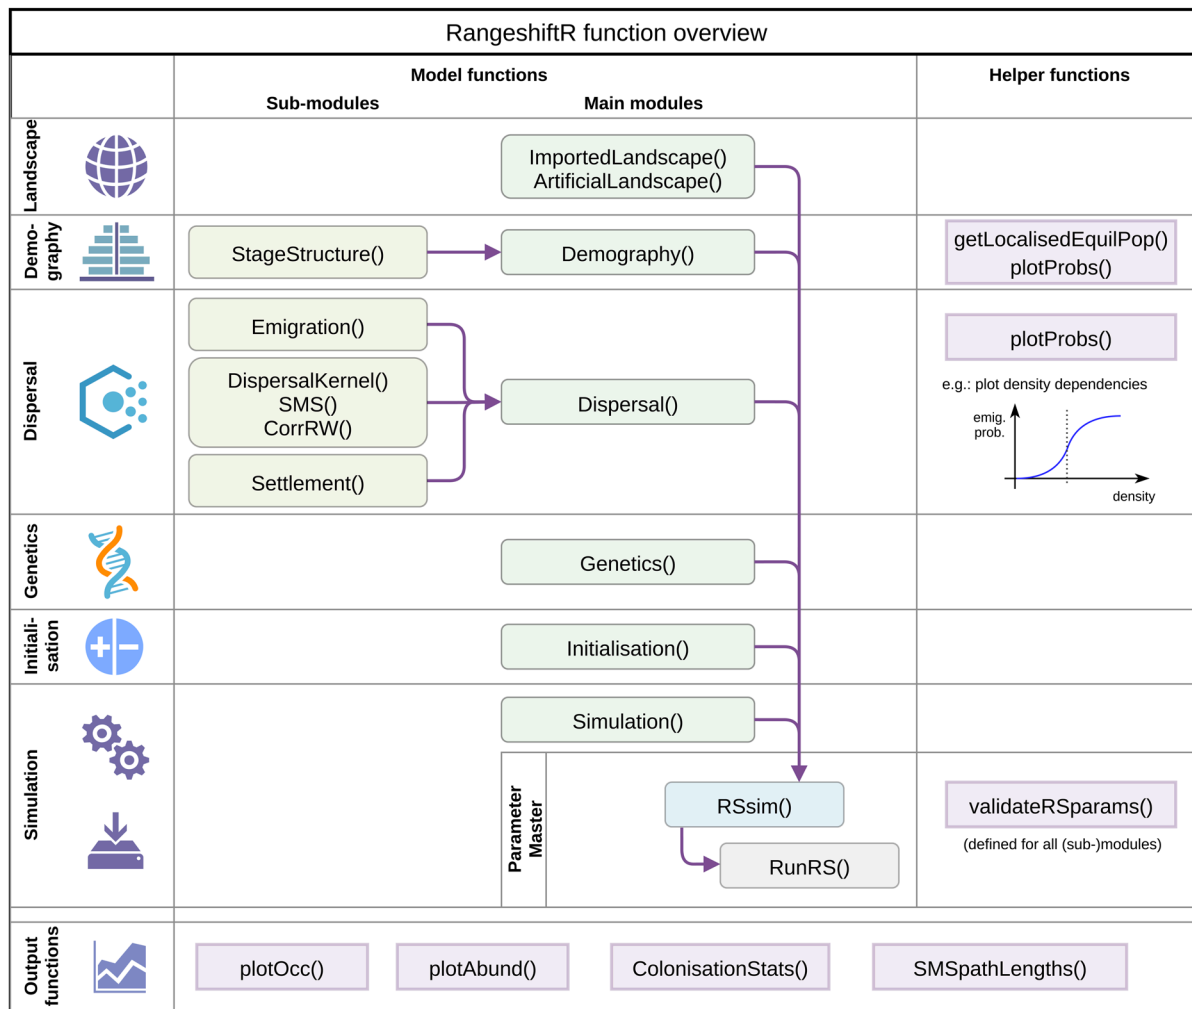 RangeshiftR function overview
Model functions
Helper functions
Sub-modules
Main modules
Landscape
ImportedLandscape()
ArtificialLandscape()
Demo-
graphy
StageStructure()
Demography()
getLocalisedEquilPop()
plotProbs()
Dispersal
Emigration()
DispersalKernel()
SMS()
CorrRW()
Settlement()
Dispersal()
plotProbs()
e.g.: plot density dependencies
emig.
prob.
density
Genetics
Genetics()
Initiali-
sation
Initialisation()
Simulation
Simulation()
Parameter
Master
RSsim()
RunRS()
validateRSparams()
(defined for all (sub-)modules)
Output
functions
plotOcc()
plotAbund()
ColonisationStats()
SMSpathLengths()